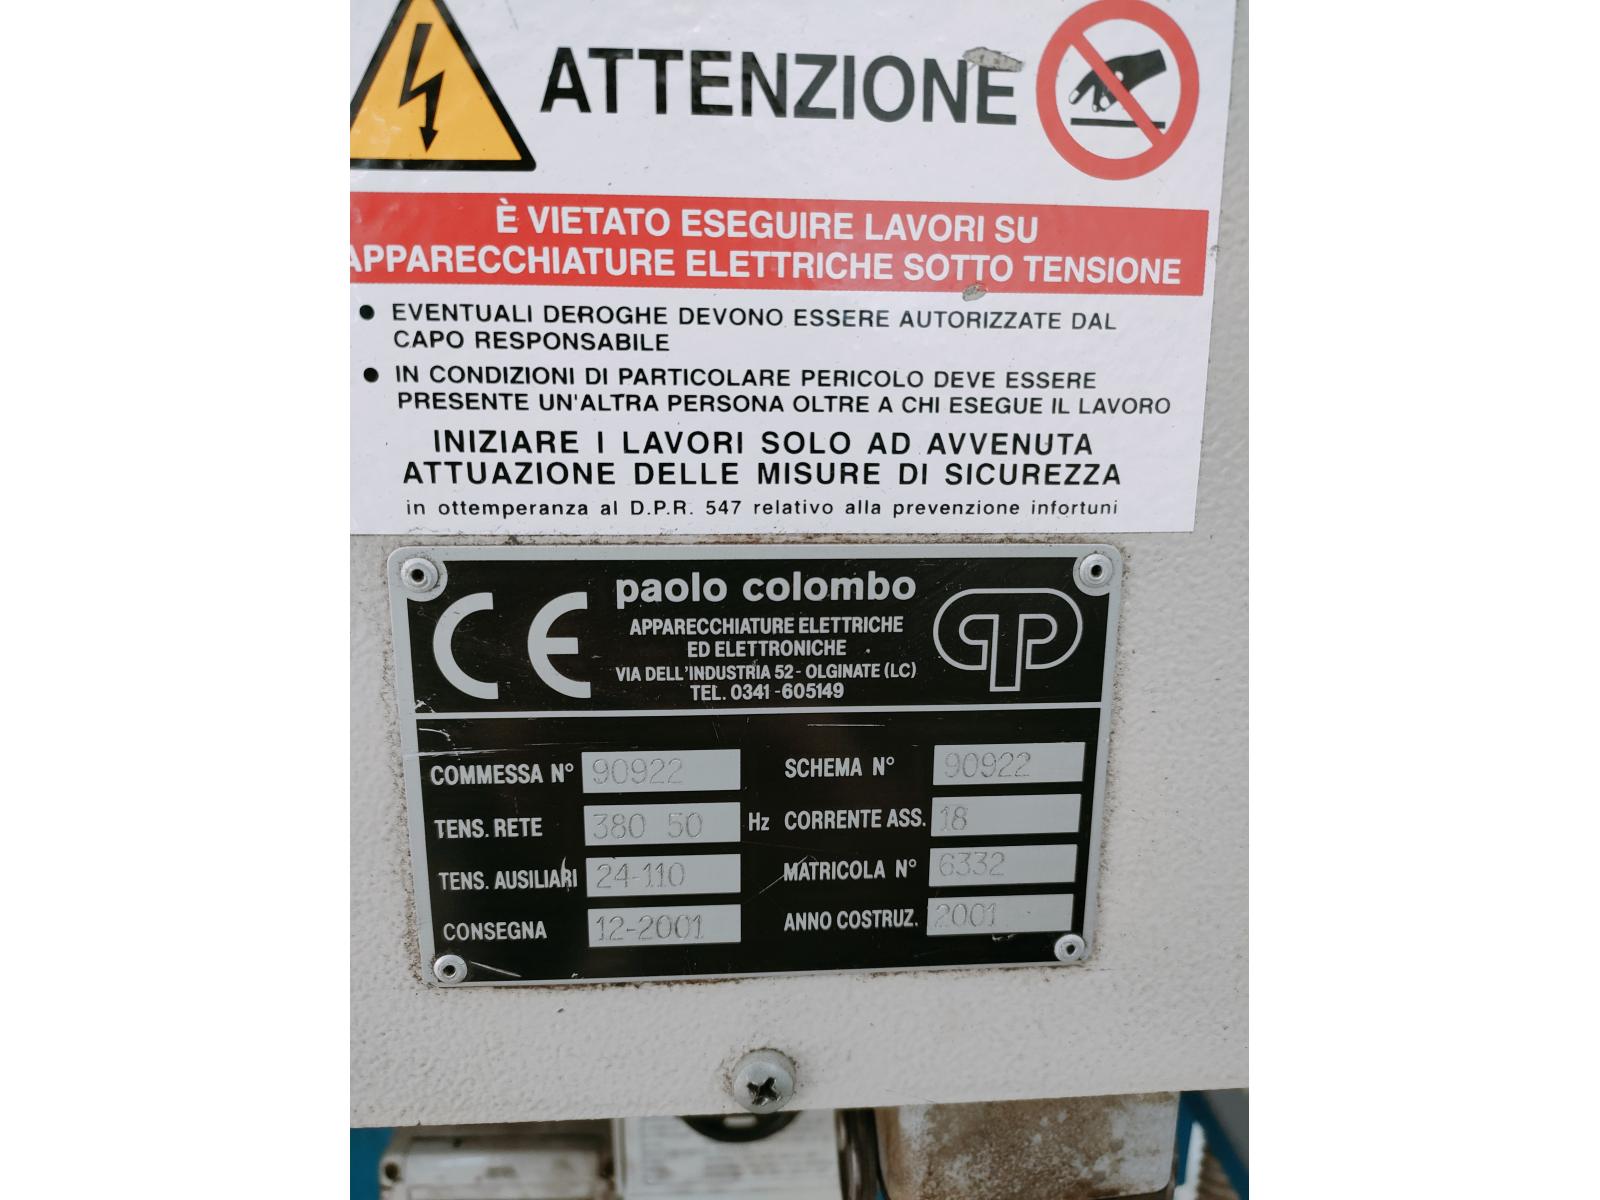 ATTENZIONE
È VIETATO ESEGUIRE LAVORI SU
APPARECCHIATURE ELETTRICHE SOTTO TENSIONE
• EVENTUALI DEROGHE DEVONO ESSERE AUTORIZZATE DAL
CAPO RESPONSABILE
• IN CONDIZIONI DI PARTICOLARE PERICOLO DEVE ESSERE
PRESENTE UN'ALTRA PERSONA OLTRE A CHI ESEGUE IL LAVORO
INIZIARE I LAVORI SOLO AD AVVENUTA
ATTUAZIONE DELLE MISURE DI SICUREZZA
in ottemperanza al D.P.R. 547 relativo alla prevenzione infortuni
CE
paolo colombo
APPARECCHIATURE ELETTRICHE
ED ELETTRONICHE
VIA DELL'INDUSTRIA 52 - OLGINATE (LC)
TEL. 0341-605149
COMMESSA N° 90922 SCHEMA N° 90922
TENS. RETE 380 50 Hz CORRENTE ASS. 18
TENS. AUSILIARI 24-110 MATRICOLA N° 6332
CONSEGNA 12-2001 ANNO COSTRUZ. 2001